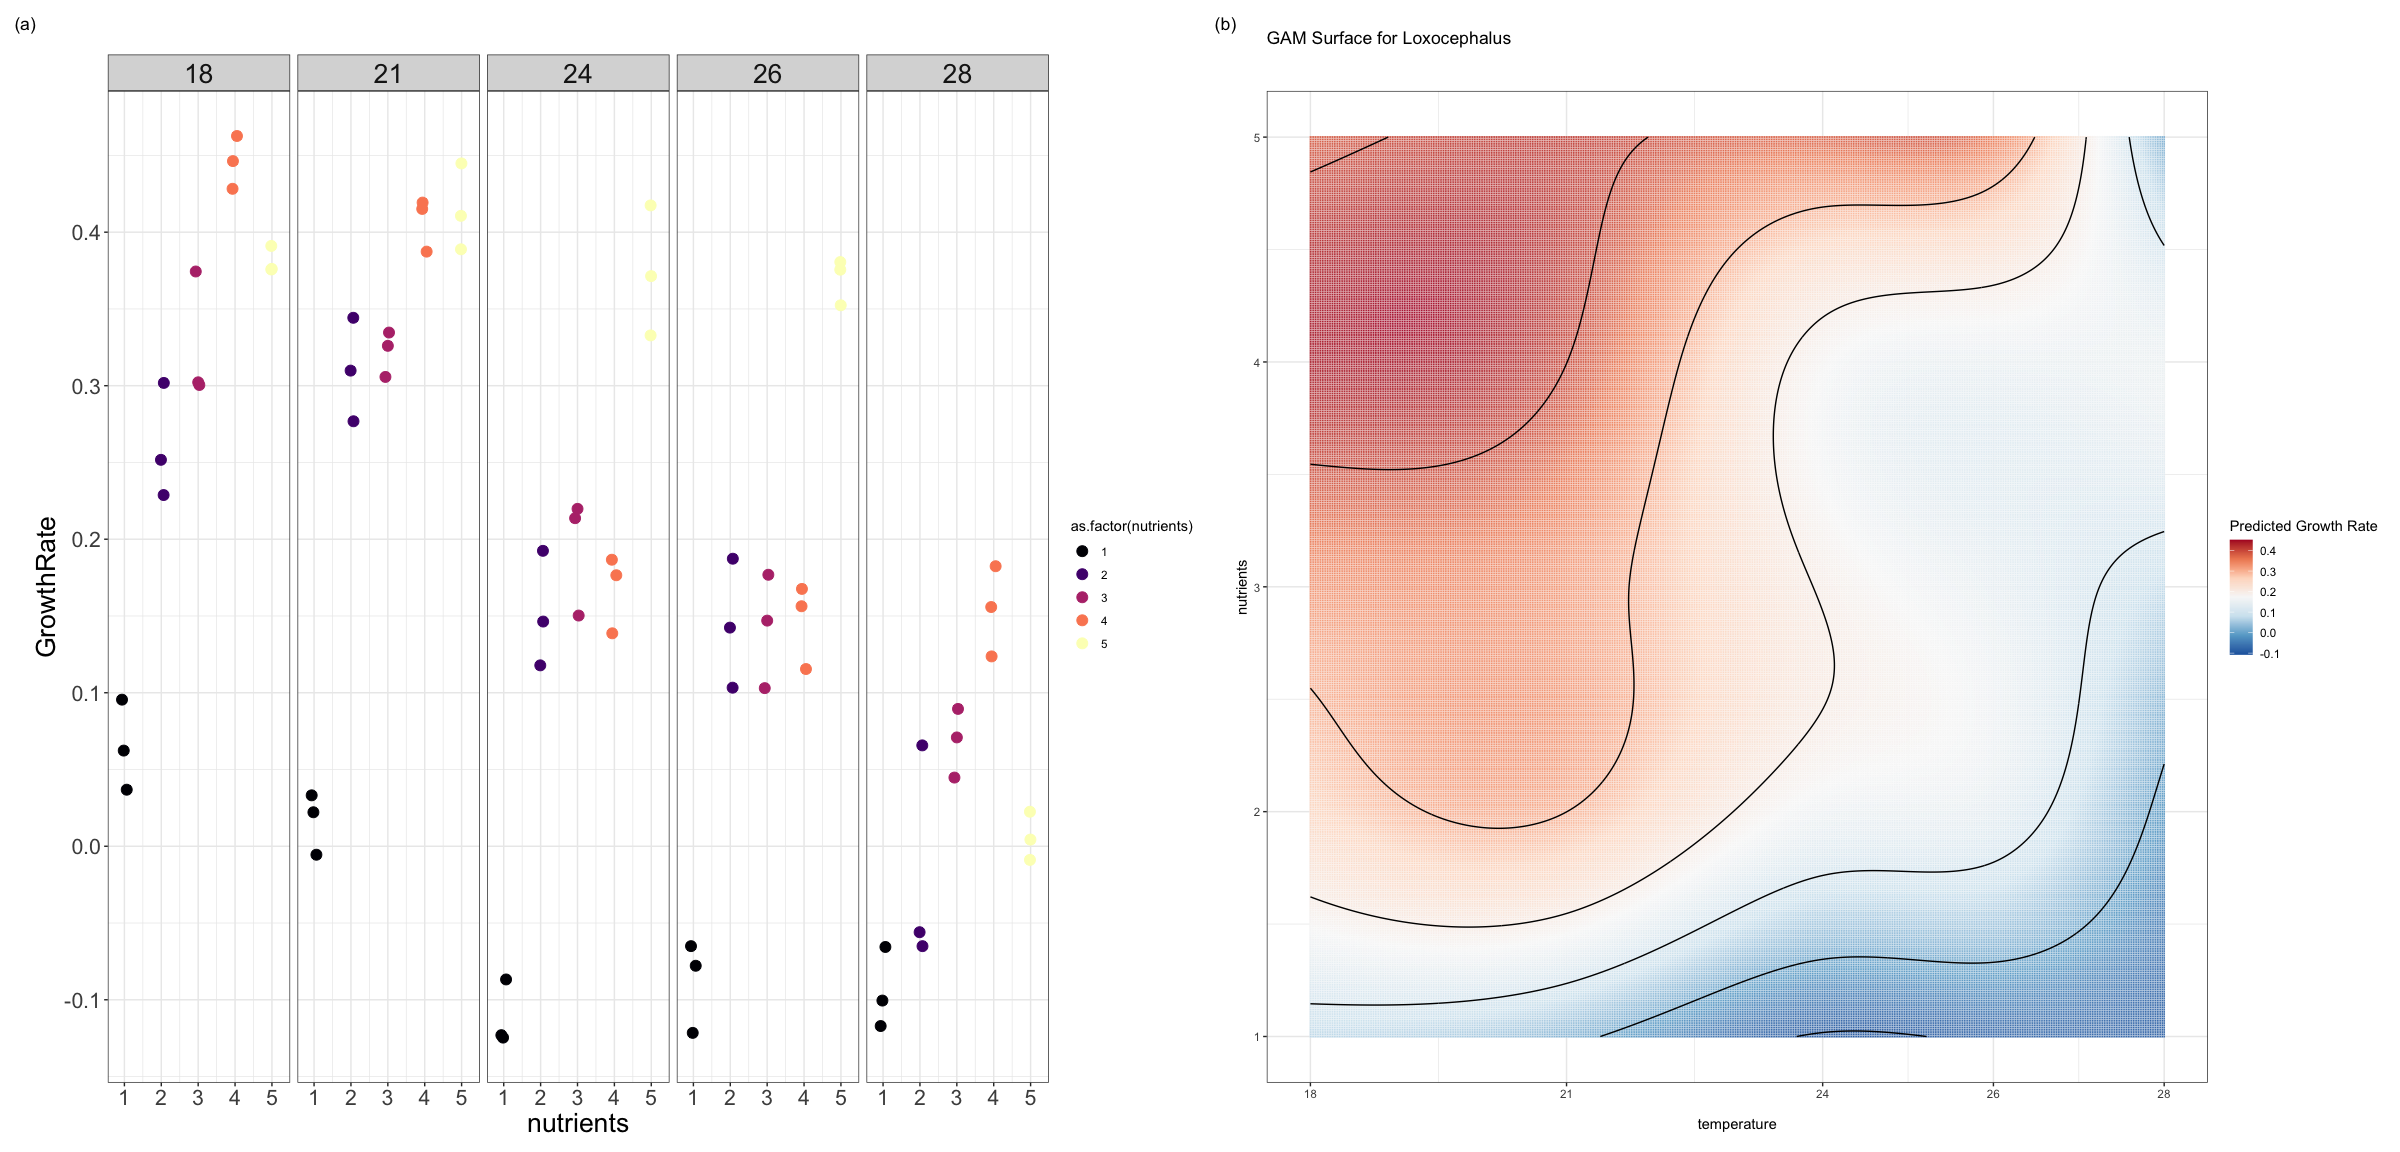 (a)
18 21 24 26 28
GrowthRate
0.4
0.3
0.2
0.1
0.0
-0.1
1 2 3 4 5 1 2 3 4 5 1 2 3 4 5 1 2 3 4 5 1 2 3 4 5
nutrients
as.factor(nutrients)
1
2
3
4
5
(b)
GAM Surface for Loxocephalus
nutrients
5
4
3
2
1
18 21 24 26 28
temperature
Predicted Growth Rate
0.4
0.3
0.2
0.1
0.0
-0.1